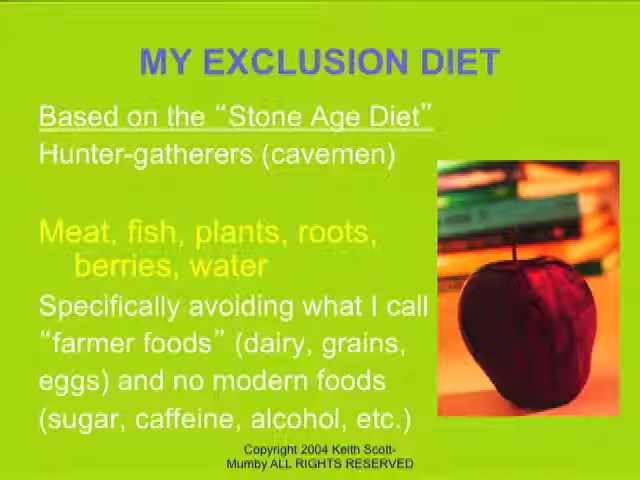 MY EXCLUSION DIET
Based on the “Stone Age Diet”
Hunter-gatherers (cavemen)
Meat, fish, plants, roots,
berries, water
Specifically avoiding what I call
“farmer foods” (dairy, grains,
eggs) and no modern foods
(sugar, caffeine, alcohol, etc.)
Copyright 2004 Keith Scott-
Mumby ALL RIGHTS RESERVED